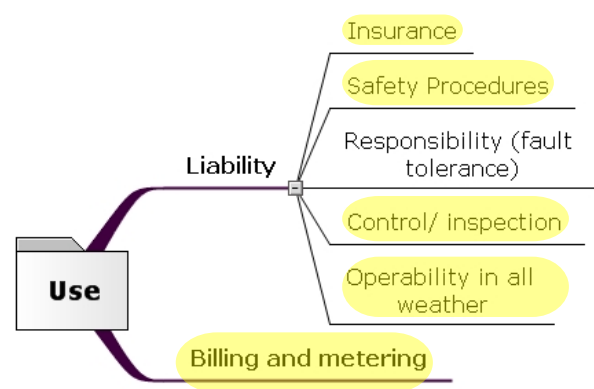 Insurance
Safety Procedures
Responsibility (fault
tolerance)
Liability
Control/ inspection
Operability in all
weather
Use
Billing and metering